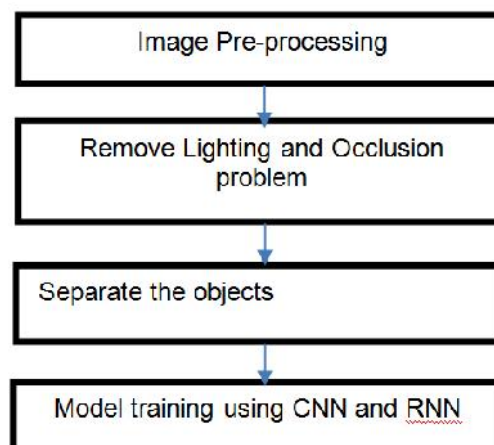 Image Pre-processing
Remove Lighting and Occlusion
problem
Separate the objects
Model training using CNN and RNN